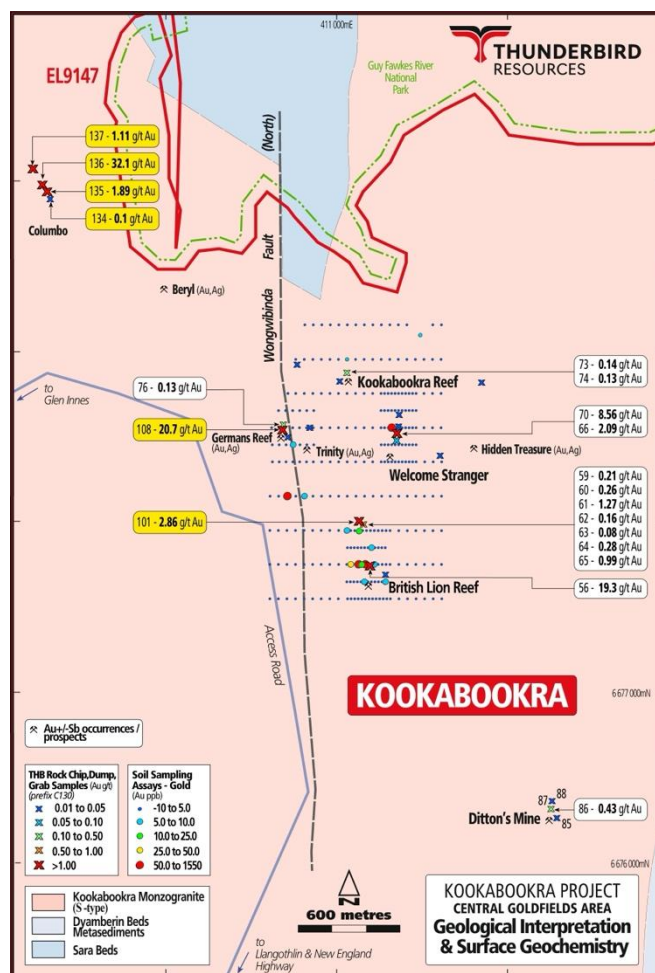 411 000mE
THUNDERBIRD
RESOURCES
EL9147
Guy Fawkes River
National
Park
137 - 1.11 g/t Au
136 - 32.1 g/t Au
135 - 1.89 g/t Au
134 - 0.1 g/t Au
Columbo
Wongwibinda Fault (North)
Beryl (Au,Ag)
to
Glen Innes
76 - 0.13 g/t Au
73 - 0.14 g/t Au
74 - 0.13 g/t Au
Kookabookra Reef
108 - 20.7 g/t Au
Germans Reef
(Au,Ag)
Trinity (Au,Ag)
70 - 8.56 g/t Au
66 - 2.09 g/t Au
Hidden Treasure (Au,Ag)
Welcome Stranger
59 - 0.21 g/t Au
60 - 0.26 g/t Au
61 - 1.27 g/t Au
62 - 0.16 g/t Au
63 - 0.08 g/t Au
64 - 0.28 g/t Au
65 - 0.99 g/t Au
101 - 2.86 g/t Au
56 - 19.3 g/t Au
British Lion Reef
Access Road
KOOKABOOKRA
6 677 000mN
Au+/-Sb occurrences /
prospects
THB Rock Chip,Dump,
Grab Samples (Au g/t)
(prefix C130)
0.01 to 0.05
0.05 to 0.10
0.10 to 0.50
0.50 to 1.00
>1.00
Soil Sampling
Assays - Gold
(Au ppb)
-10 to 5.0
5.0 to 10.0
10.0 to 25.0
25.0 to 50.0
50.0 to 1550
87
88
86 - 0.43 g/t Au
Ditton's Mine
85
6 676 000mN
Kookabookra Monzogranite
(S -type)
Dyamberin Beds
Metasediments
Sara Beds
N
600 metres
to
Llangothlin & New England
Highway
KOOKABOOKRA PROJECT
CENTRAL GOLDFIELDS AREA
Geological Interpretation
& Surface Geochemistry